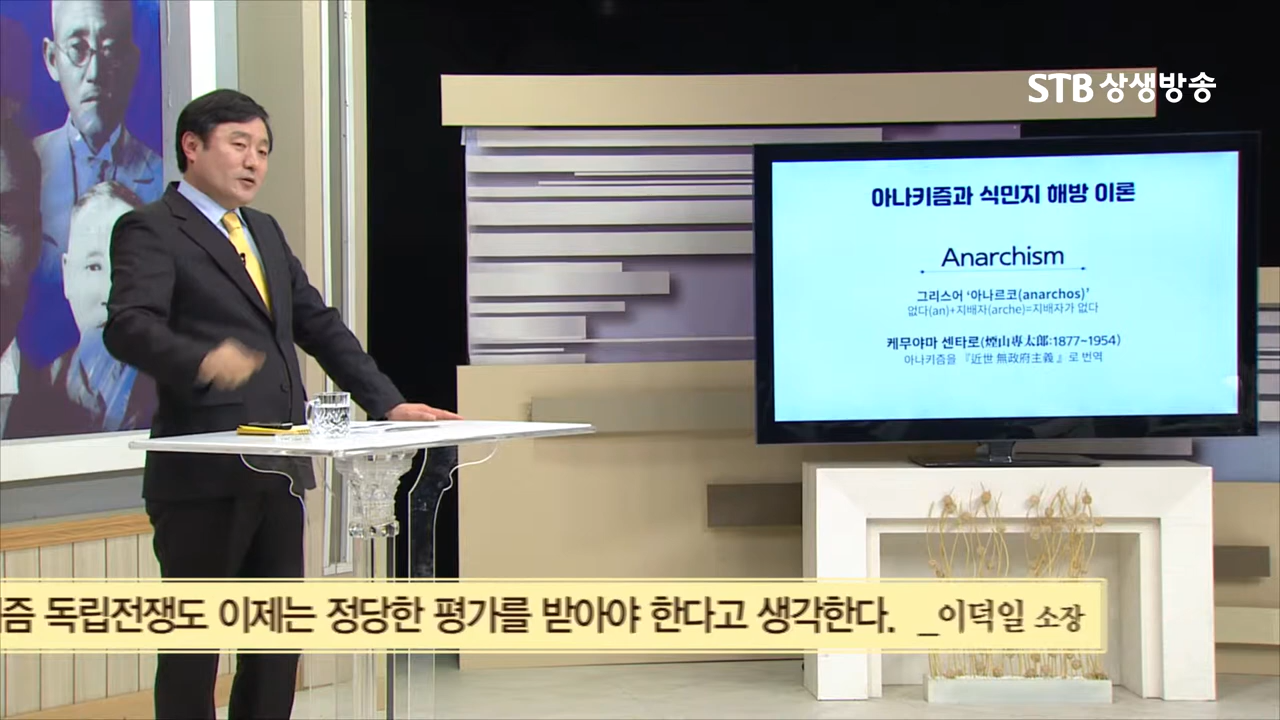 STB 상생방송
아나키즘과 식민지 해방 이론
Anarchism
그리스어 ‘아나르코(anarchos)’
없다(an)+지배자(arche)=지배자가 없다
케무야마 센타로(煙山専太郎:1877~1954)
아나키즘을 『近世 無政府主義 』로 번역
즘 독립전쟁도 이제는 정당한 평가를 받아야 한다고 생각한다. _이덕일 소장